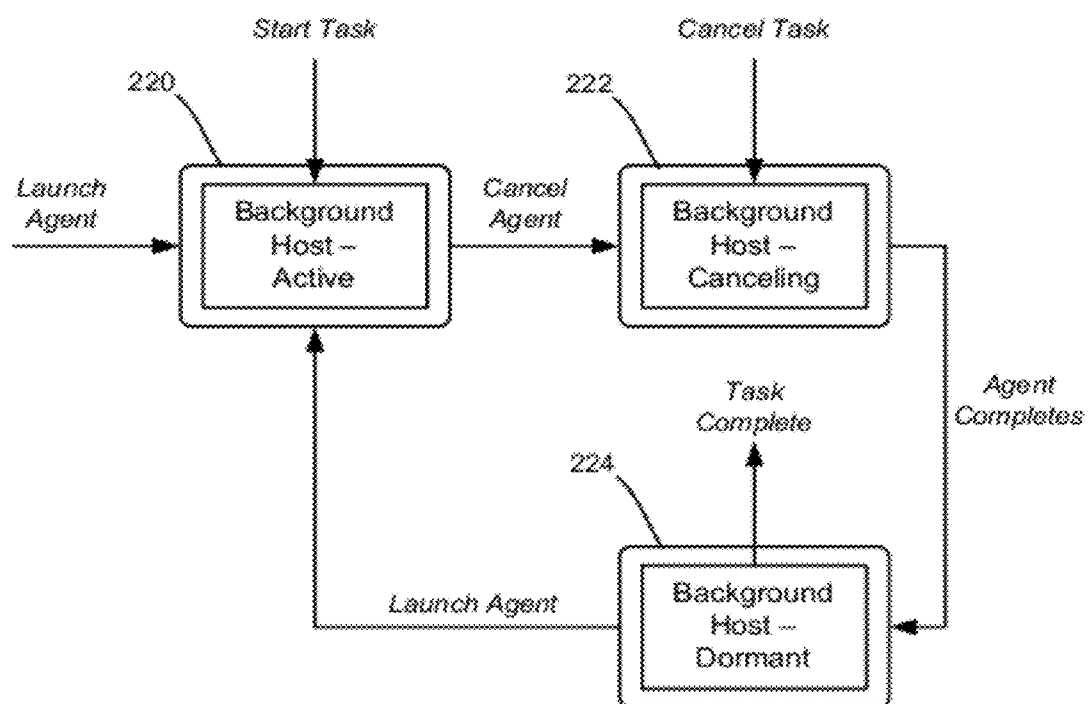 Start Task
Cancel Task
220
222
Launch
Agent
Background
Host –
Active
Cancel
Agent
Background
Host –
Canceling
Task
Complete
Agent
Completes
224
Launch Agent
Background
Host –
Dormant